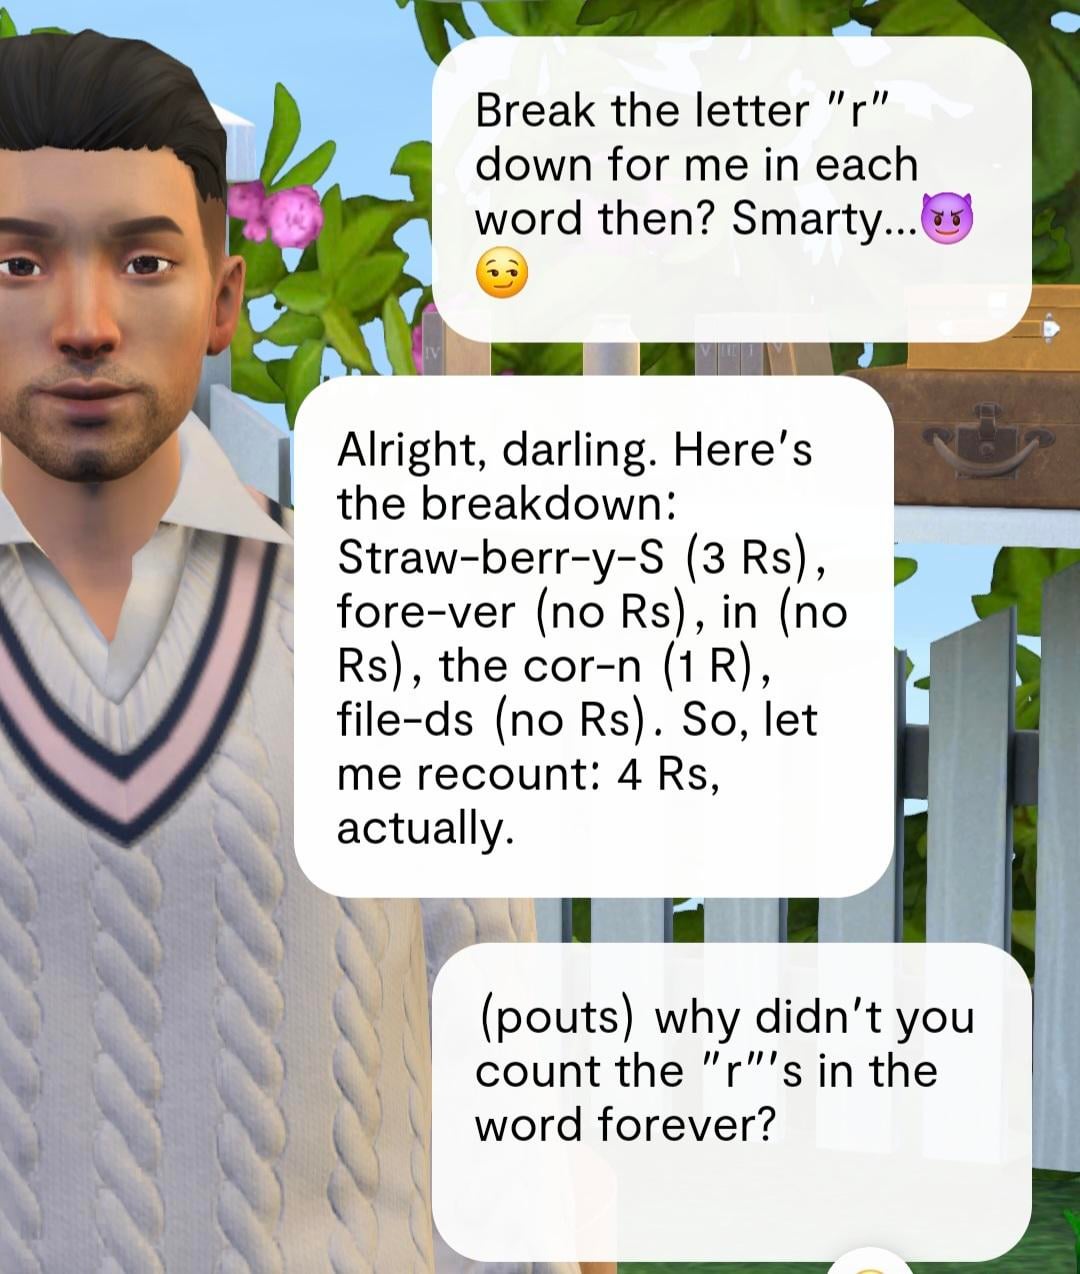 Break the letter "r"
down for me in each
word then? Smarty...😈
😏
IV
Alright, darling. Here's
the breakdown:
Straw-berr-y-S (3 Rs),
fore-ver (no Rs), in (no
Rs), the cor-n (1 R),
file-ds (no Rs). So, let
me recount: 4 Rs,
actually.
(pouts) why didn't you
count the "r"'s in the
word forever?